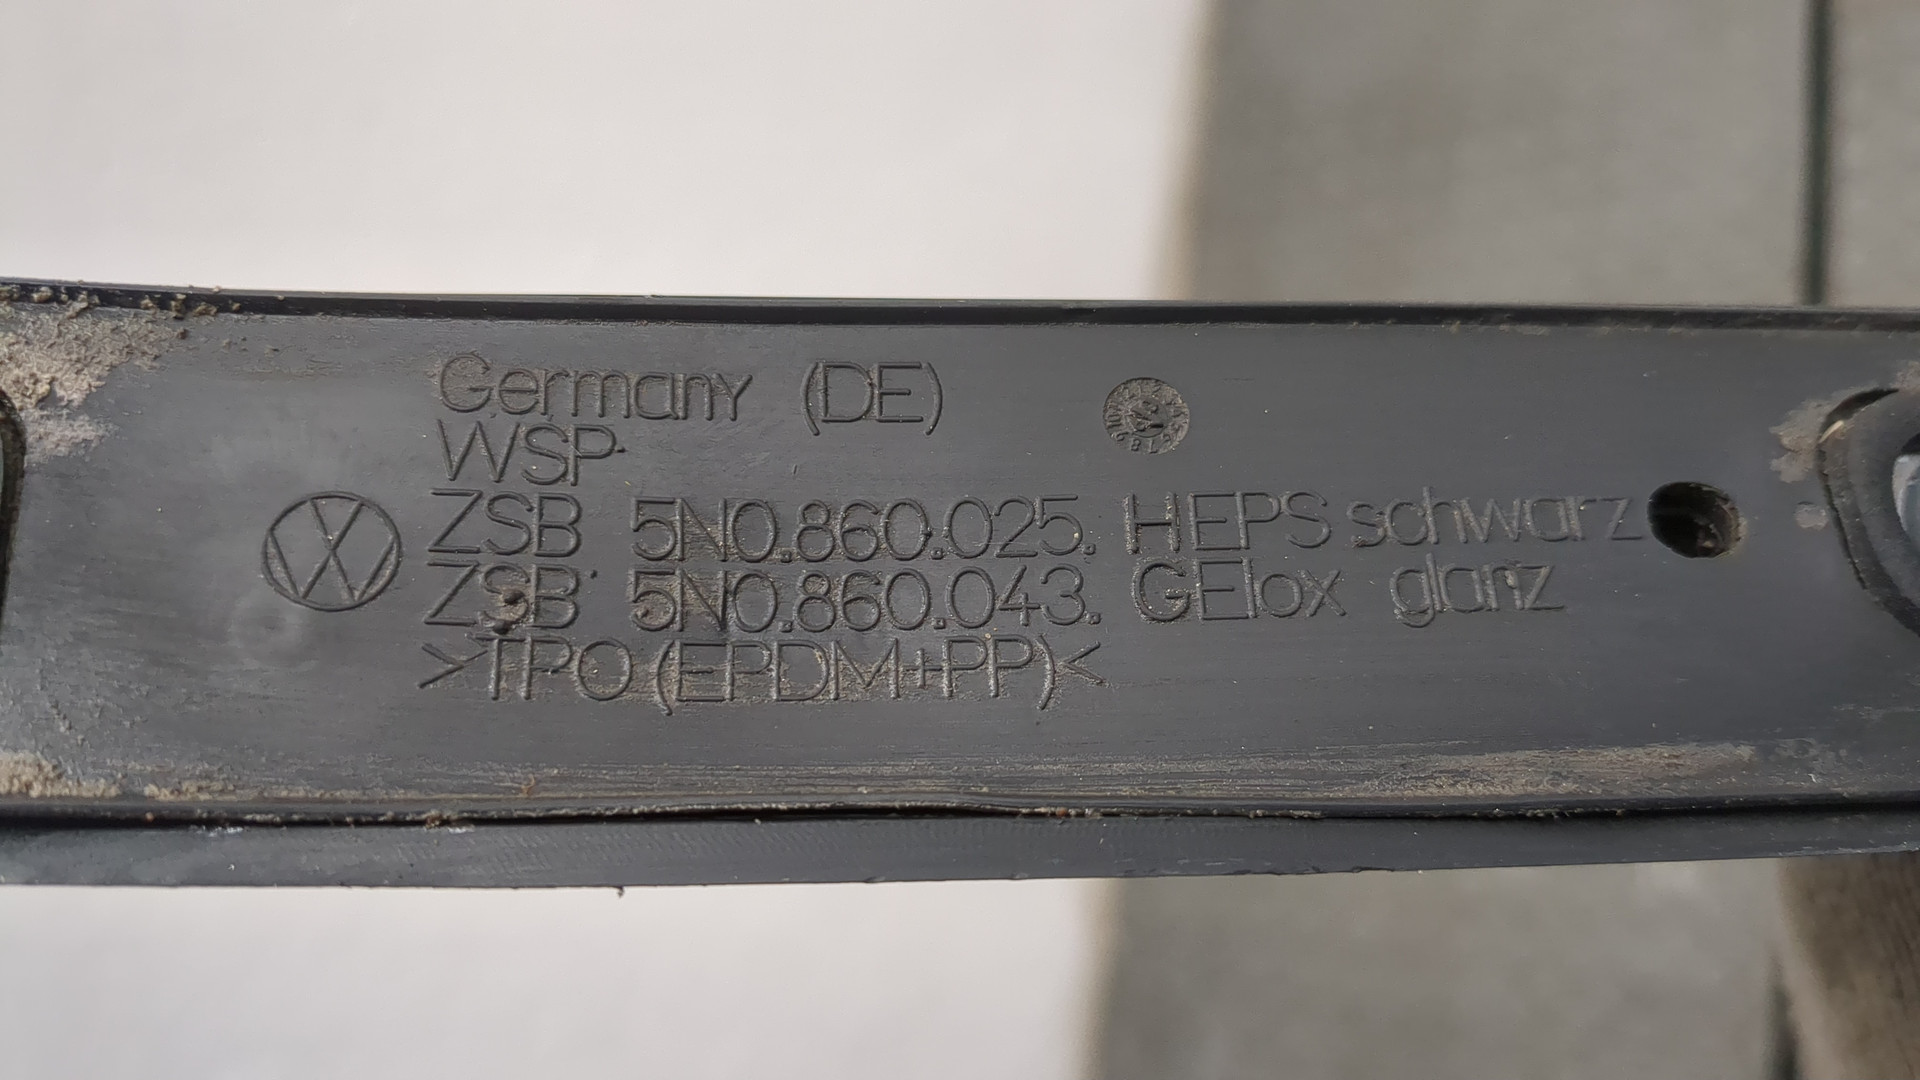 Germany (DE)
WSP
ZSB 5N0.860.025. HEPS schwarz
ZSB 5N0.860.043. GElox glanz
>TPO(EPDM+PP)<